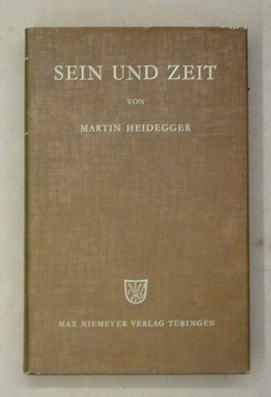 SEIN UND ZEIT
VON
MARTIN HEIDEGGER
MAX NIEMEYER VERLAG TÜBINGEN